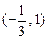 (-1/3, 1)